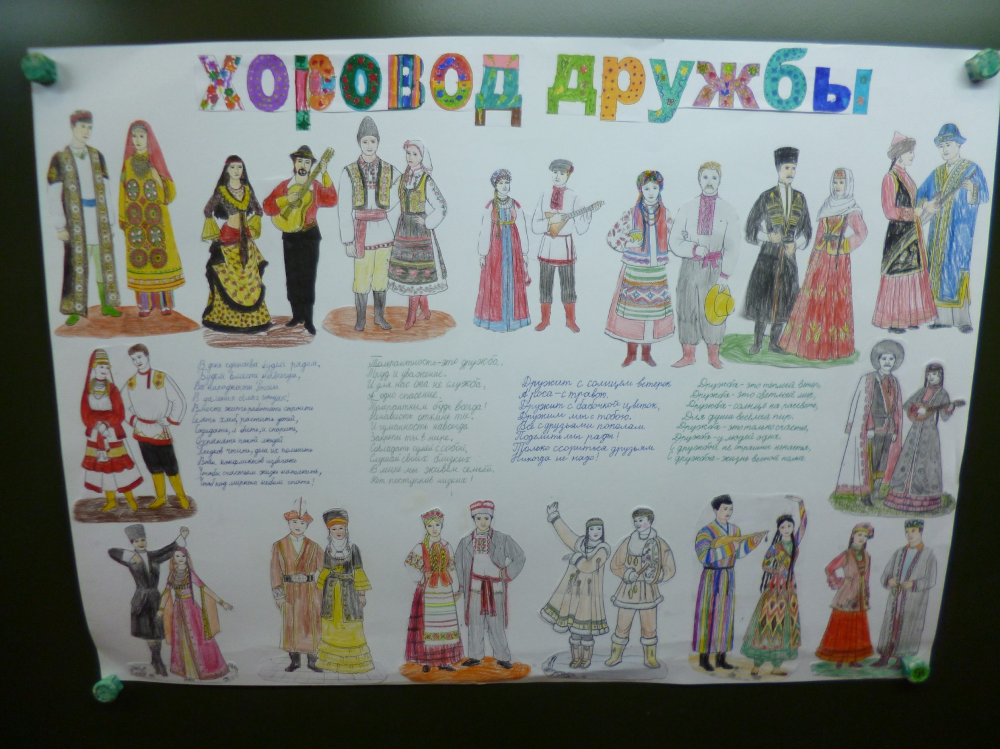 хоровод дружбы
В день единства будем рядом,
Будем вместе навсегда,
Все народности России
В дальних сёлах, городах!
Вместе жить, работать, строить
Сеять хлеб, растить детей,
Созидать, любить и спорить,
Охранять покой людей
Предков чтить, дела их помнить
Войн, конфликтов избегать
Чтобы счастьем жизнь наполнить,
Чтоб под мирным небом спать!
Толерантность-это дружба,
Труд и уважение.
И для нас она не служба,
А одно спасение.
Толерантным будь всегда!
Ненависть откинь ты.
И гуманность навсегда
Закрепи ты в мире.
Совладать сумей с собой,
Слушай своих близких
В мире мы живём семьёй,
Нет поступков низких!
Дружит с солнцем ветерок
А роса-с травою.
Дружит с бабочкой цветок,
Дружим мы с тобою.
Всё с друзьями пополам
Поделить мы рады!
Только ссориться друзьям
Никогда не надо!
Дружба-это тёплый ветер,
Дружба-это светлый мир,
Дружба-солнце на рассвете,
Для души весёлый пир.
Дружба-это только счастье,
Дружба-у людей одна.
С дружбой не страшны ненастья,
С дружбой-жизнь весной полна